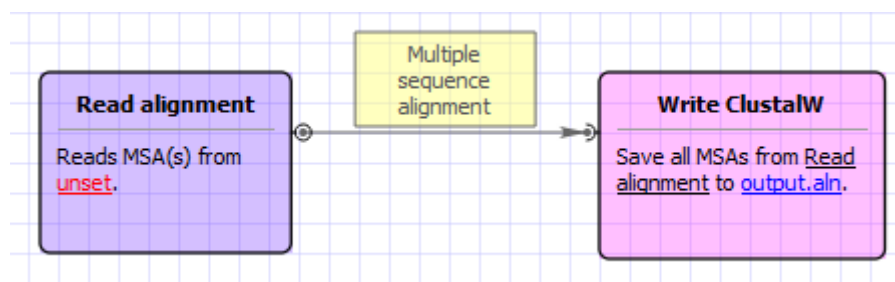 Multiple
sequence
alignment
Read alignment
Reads MSA(s) from
unset.
Write ClustalW
Save all MSAs from Read
alignment to output.aln.